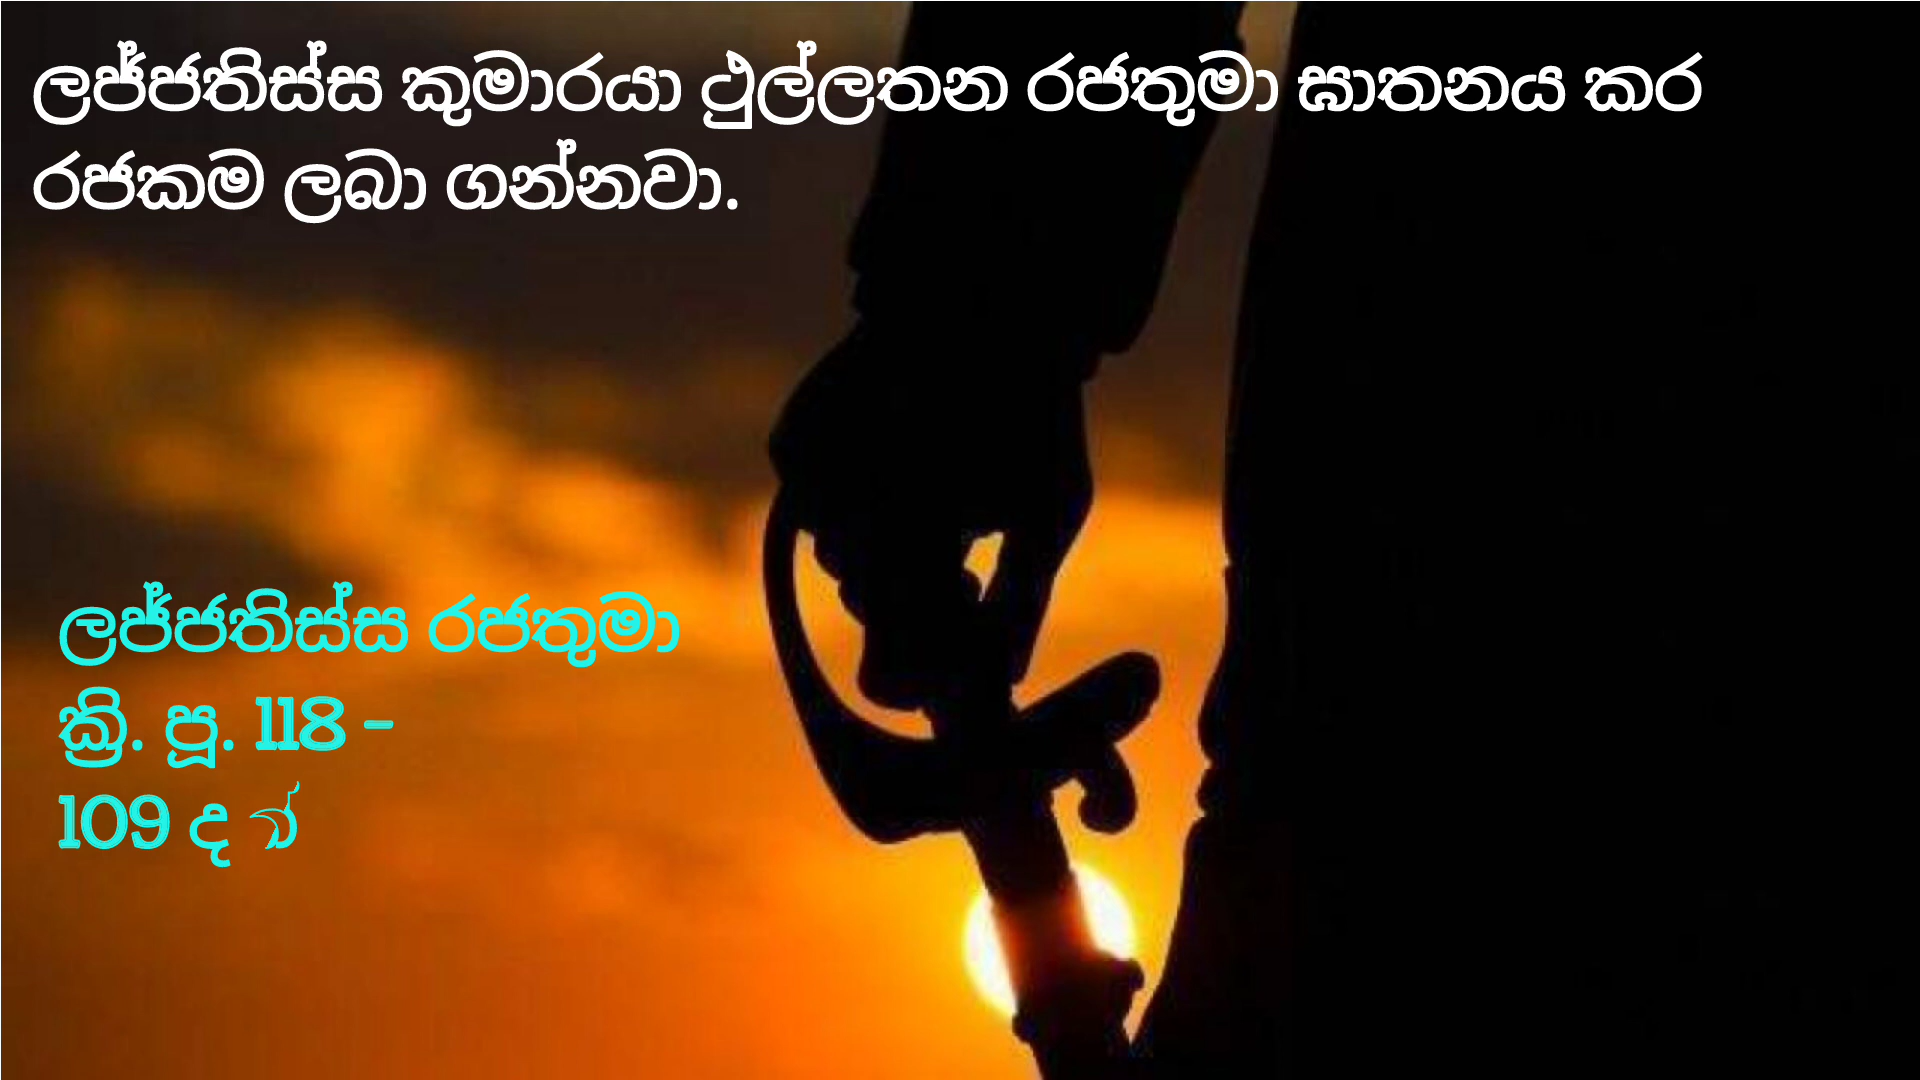 ලජ්ජතිස්ස කුමාරයා ථුල්ලතන රජතුමා ඝාතනය කර
රජකම ලබා ගන්නවා.
ලජ්ජතිස්ස රජතුමා
ක්‍රි. පූ. 118 -
109 ද